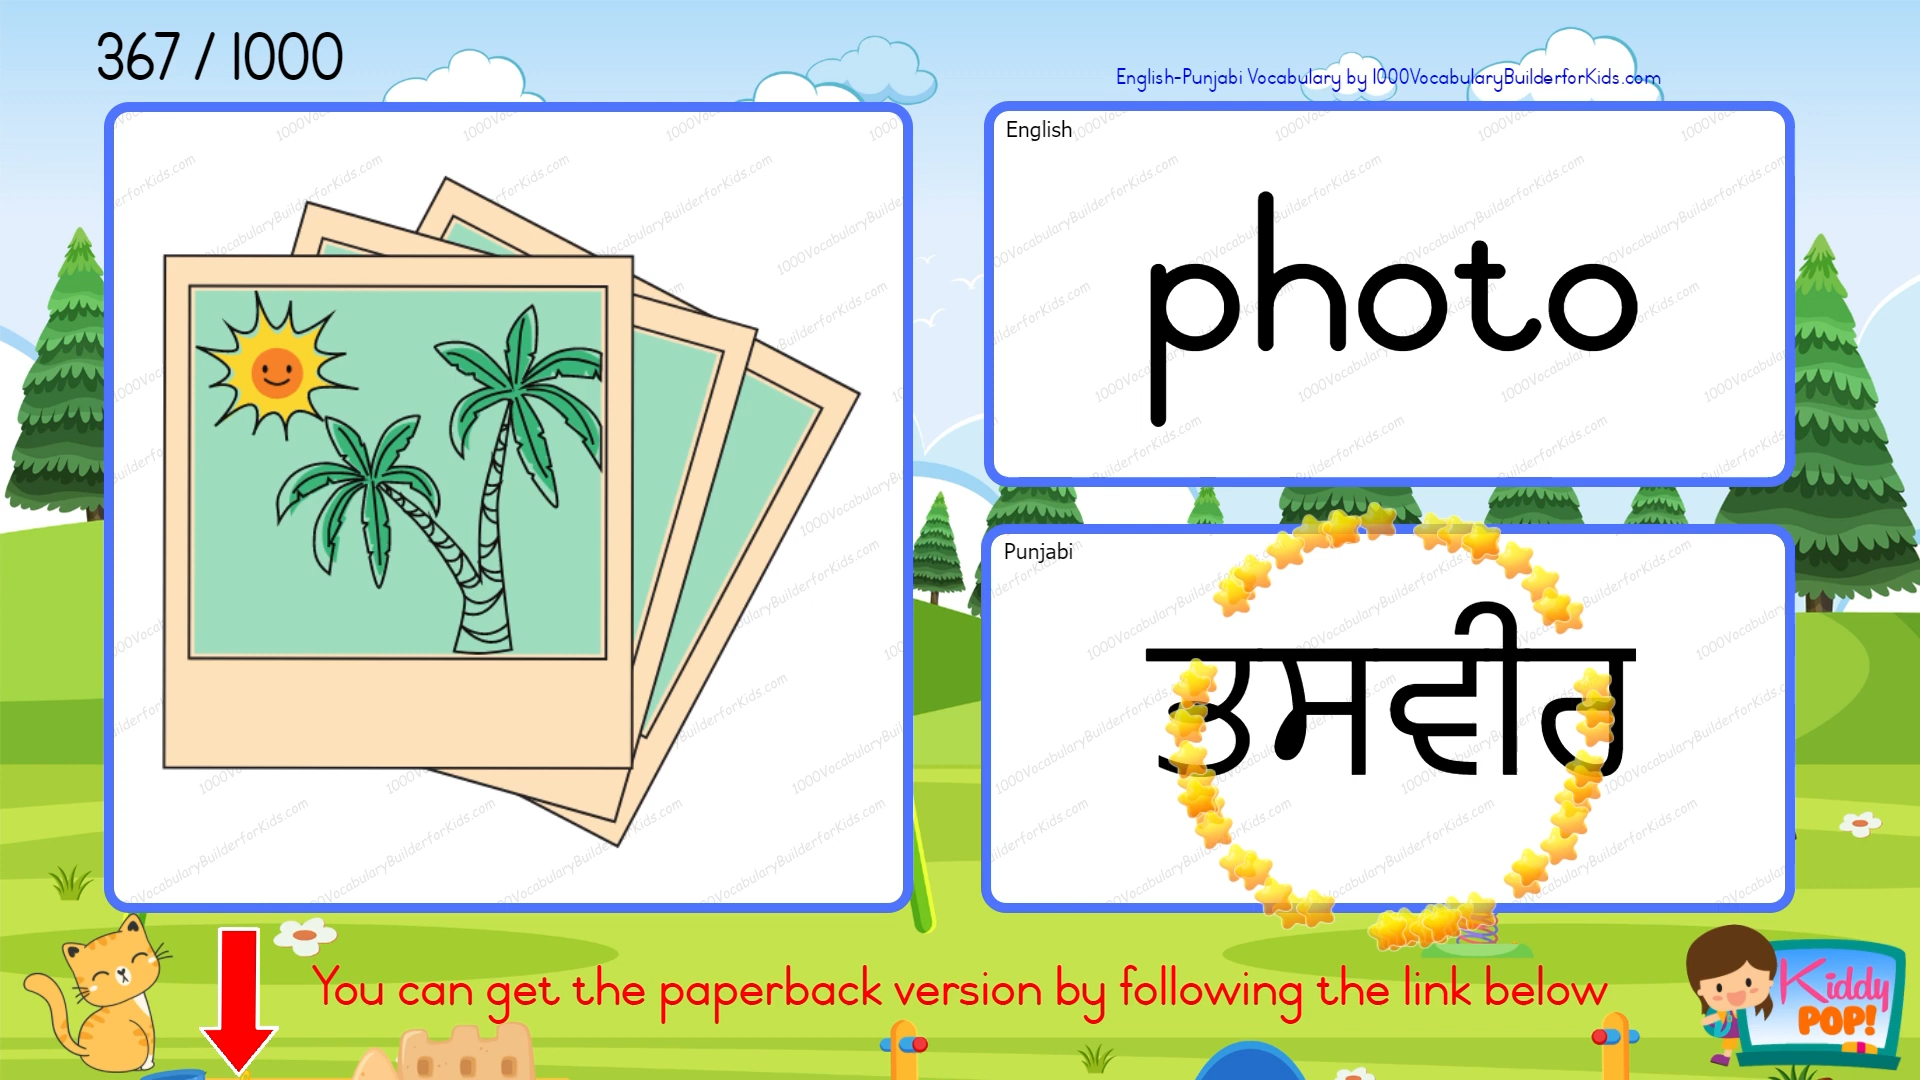 367 / 1000
English-Punjabi Vocabulary by 1000VocabularyBuilderforKids.com
English
photo
Punjabi
ਤਸਵੀਰ
You can get the paperback version by following the link below
Kiddy
POP!